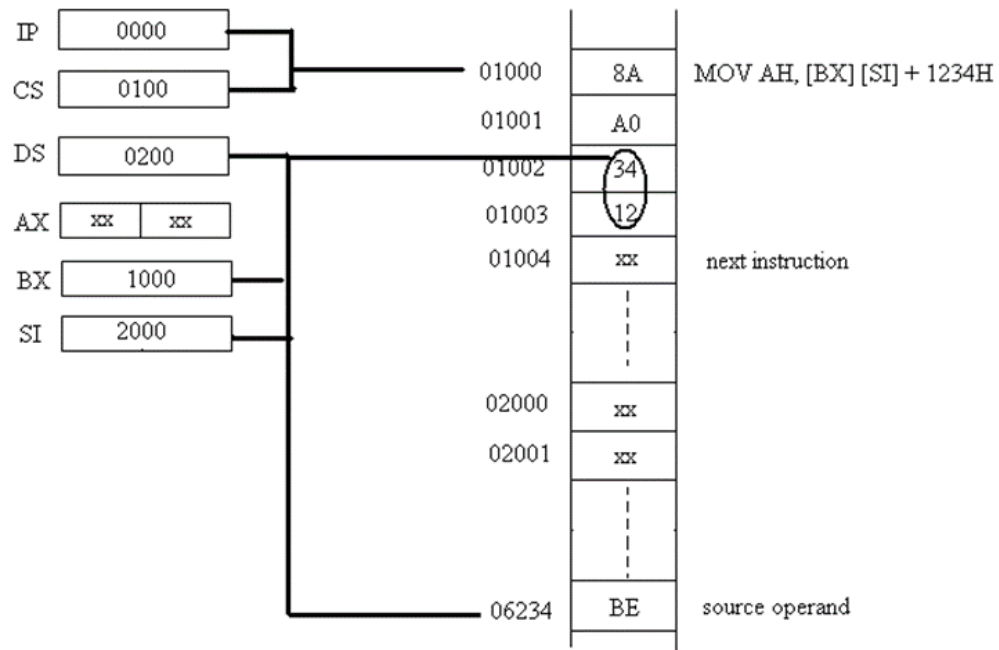 IP 0000
01000 8A MOV AH, [BX] [SI] + 1234H
CS 0100
01001 A0
DS 0200
01002 34
AX xx xx
01003 12
01004 xx next instruction
BX 1000
SI 2000
02000 xx
02001 xx
06234 BE source operand